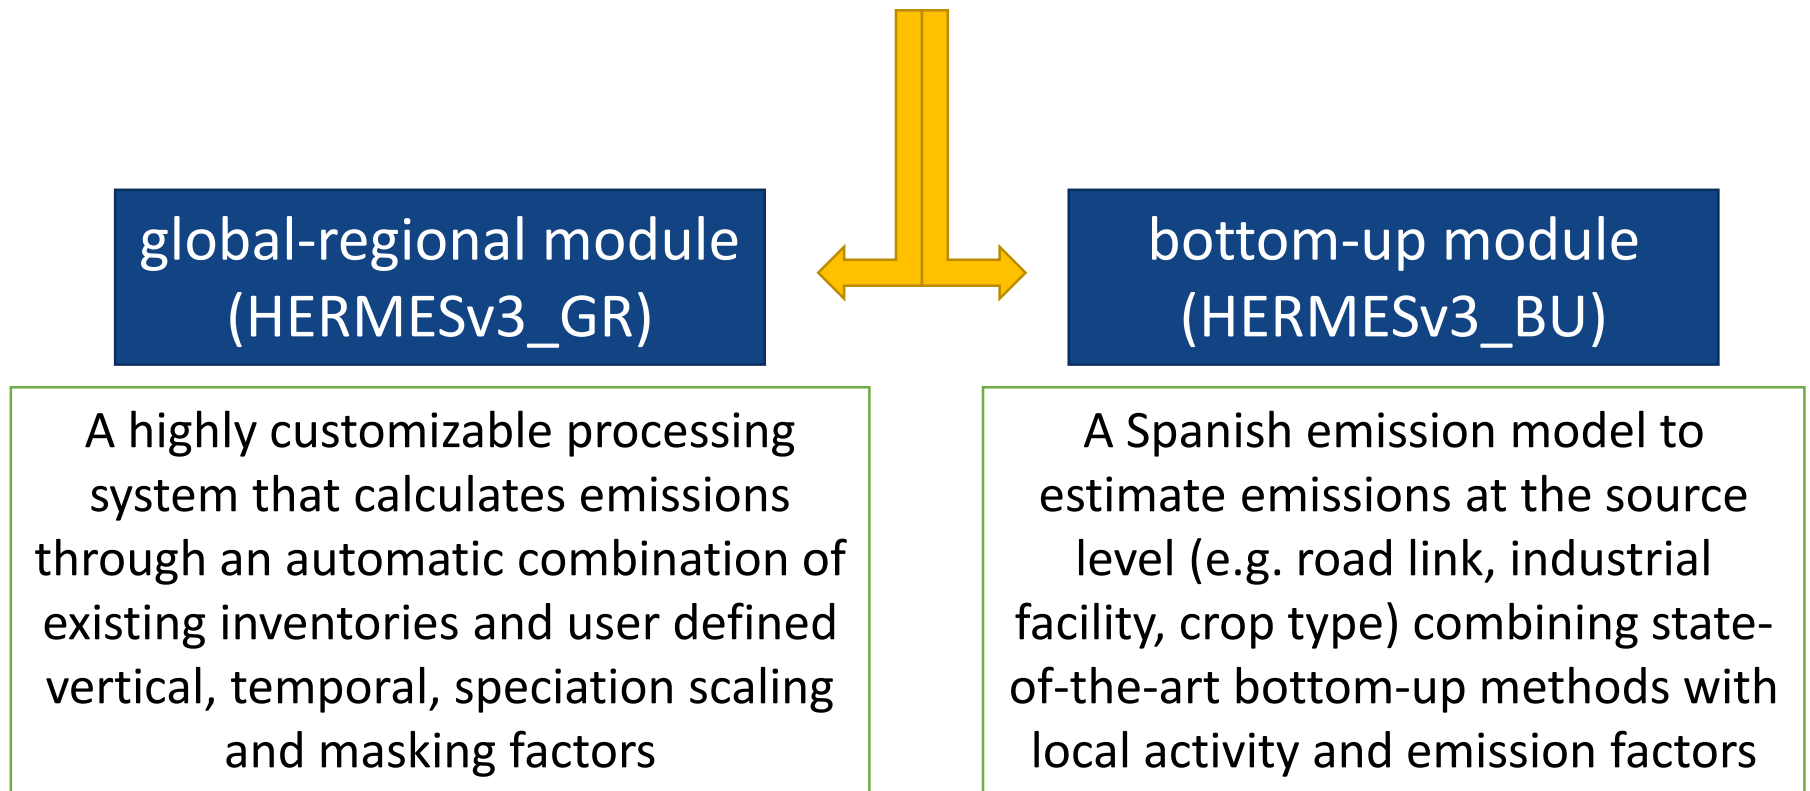 global-regional module
(HERMESv3_GR)
A highly customizable processing
system that calculates emissions
through an automatic combination of
existing inventories and user defined
vertical, temporal, speciation scaling
and masking factors
bottom-up module
(HERMESv3_BU)
A Spanish emission model to
estimate emissions at the source
level (e.g. road link, industrial
facility, crop type) combining state-
of-the-art bottom-up methods with
local activity and emission factors